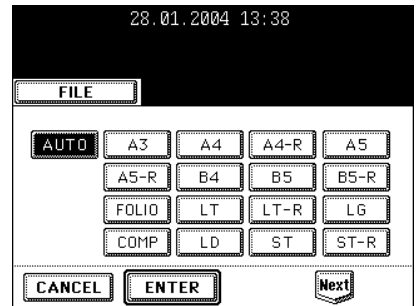 28.01.2004 13:38
FILE
AUTO A3 A4 A4-R A5
A5-R B4 B5 B5-R
FOLIO LT LT-R LG
COMP LD ST ST-R
CANCEL ENTER Next